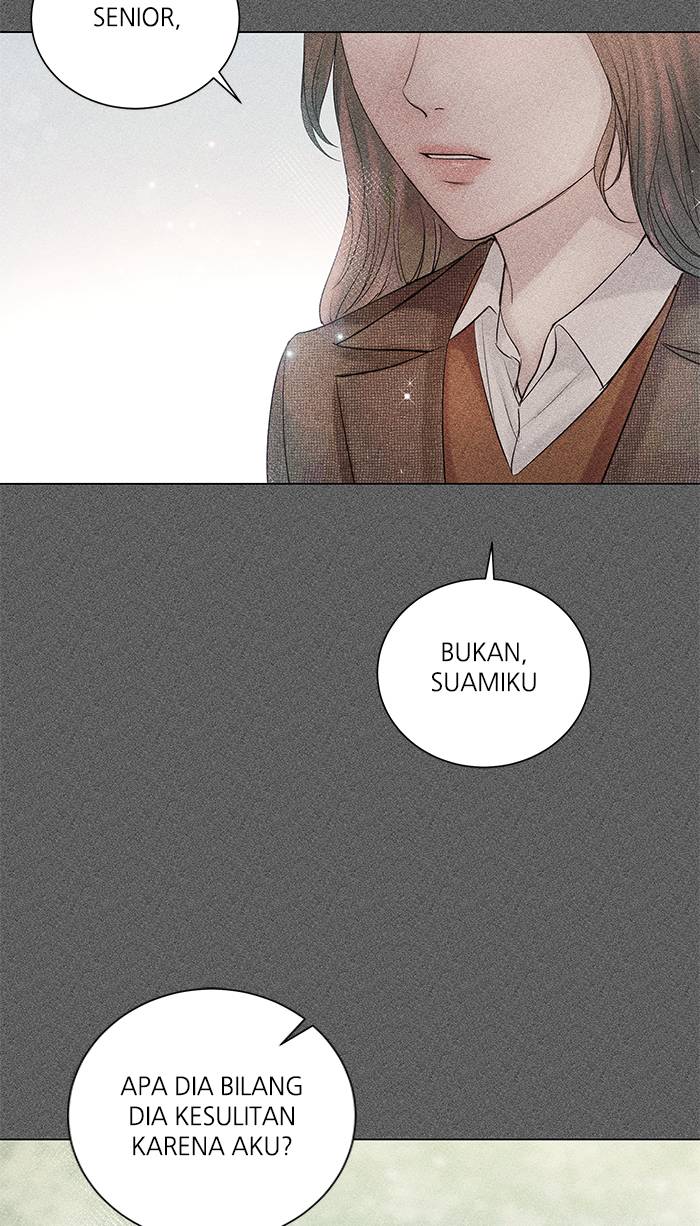 SENIOR,
BUKAN,
SUAMIKU
APA DIA BILANG
DIA KESULITAN
KARENA AKU?